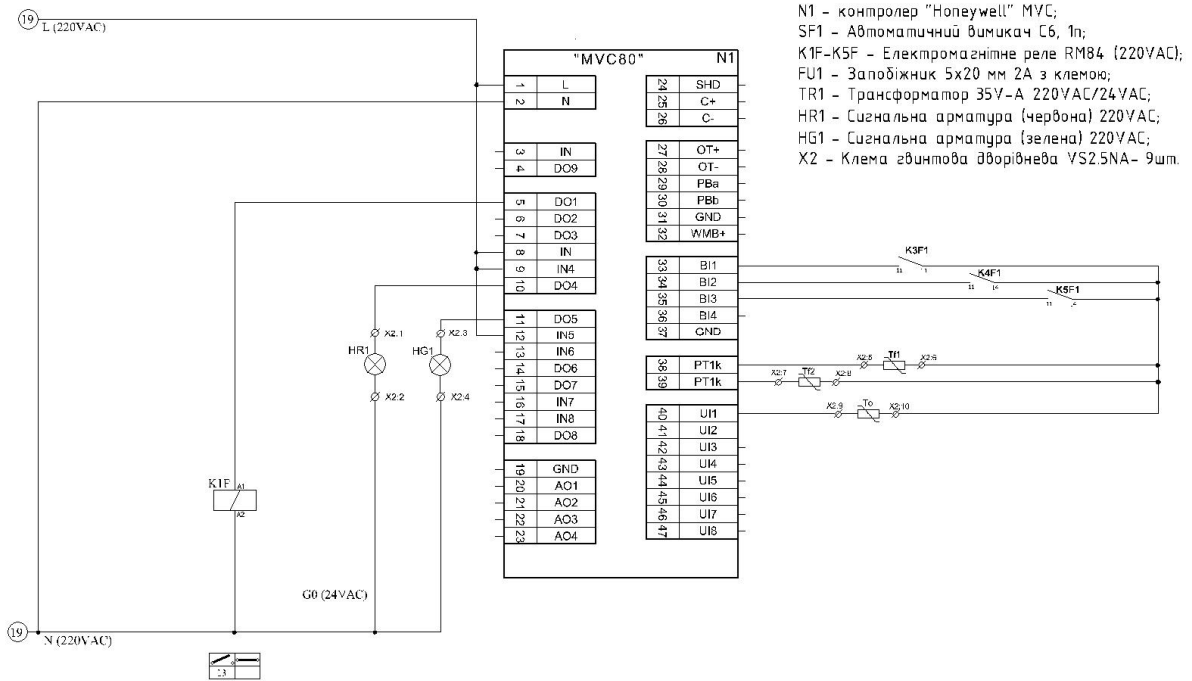 19
L (220VAC)
N1 - контролер "Honeywell" MVC;
SF1 - Автоматичний вимикач C6, 1п;
K1F-K5F - Електромагнітне реле RM84 (220VAC);
FU1 - Запобіжник 5x20 мм 2A з клемою;
TR1 - Трансформатор 35V-A 220VAC/24VAC;
HR1 - Сигнальна арматура (червона) 220VAC;
HG1 - Сигнальна арматура (зелена) 220VAC;
X2 - Клема гвинтова дворівнева VS2.5NA- 9шт.
"MVC80" N1
1 L
2 N
3 IN
4 DO9
5 DO1
6 DO2
7 DO3
8 IN
9 IN4
10 DO4
11 DO5
12 IN5
13 IN6
14 DO6
15 DO7
16 IN7
17 IN8
18 DO8
19 GND
20 AO1
21 AO2
22 AO3
23 AO4
24 SHD
25 C+
26 C-
27 OT+
28 OT-
29 PBa
30 PBb
31 GND
32 WMB+
33 BI1
34 BI2
35 BI3
36 BI4
37 GND
38 PT1k
39 PT1k
40 UI1
41 UI2
42 UI3
43 UI4
44 UI5
45 UI6
46 UI7
47 UI8
K3F1
11
K4F1
11 14
K5F1
11
X2:5 Tf1 X2:6
X2:7 Tf2 X2:8
X2:9 To X2:10
X2:1 X2:3
HR1 HG1
X2:2 X2:4
K1F A1
A2
G0 (24VAC)
19
N (220VAC)